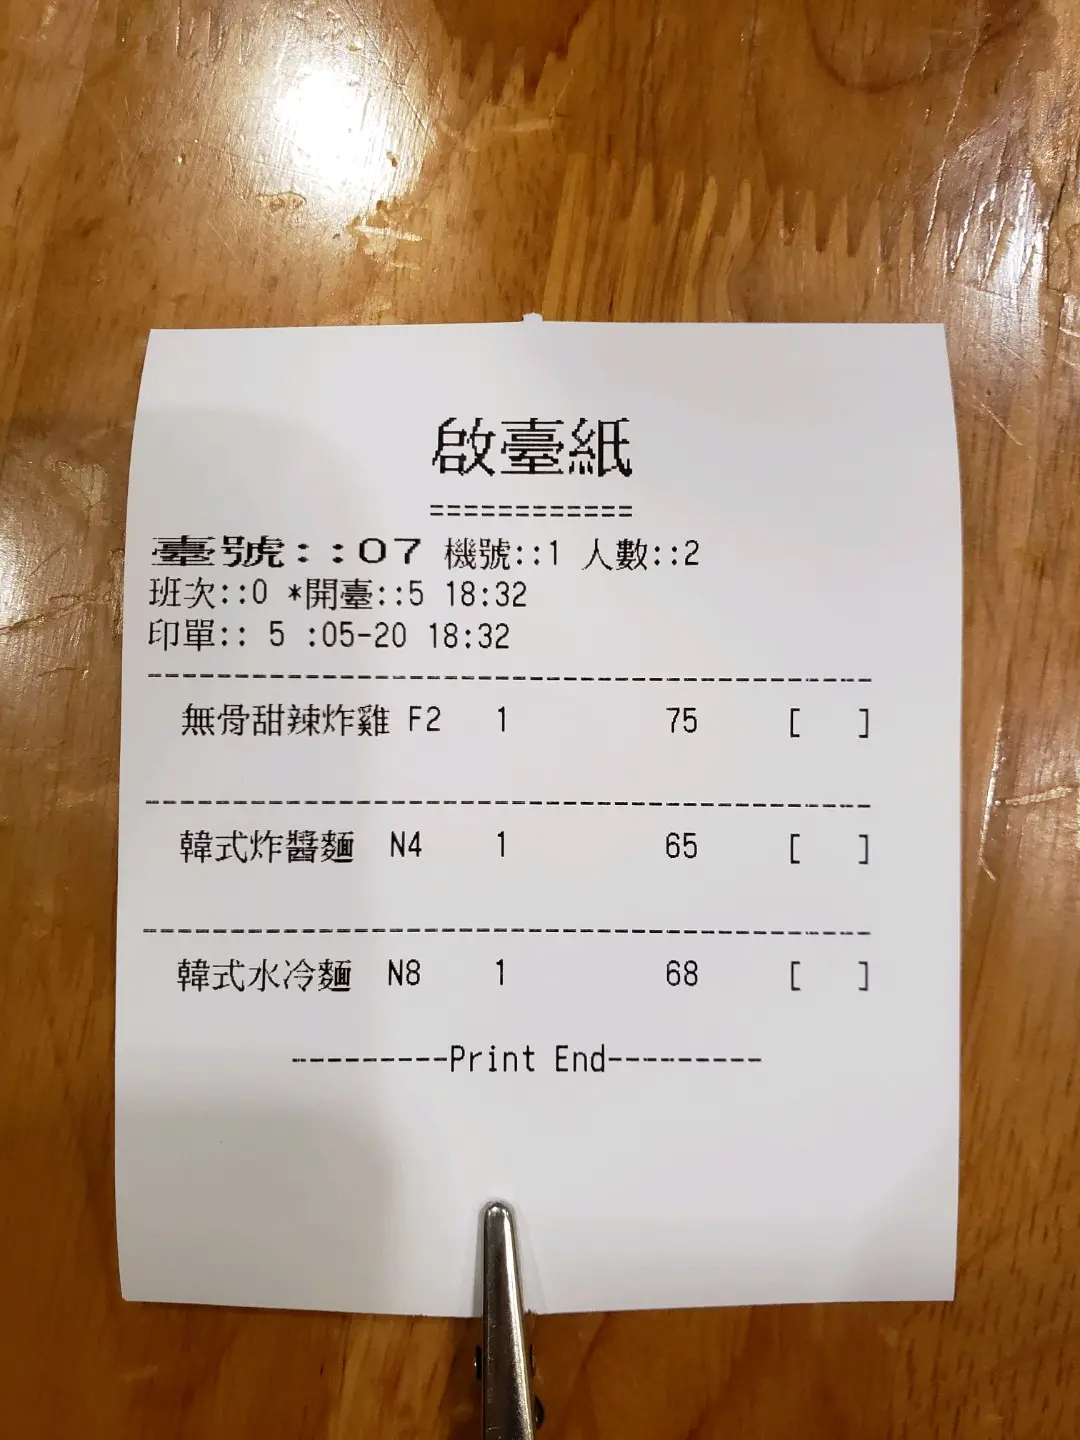 啟臺紙
============
臺號::07 機號::1 人數::2
班次::0 *開臺::5 18:32
印單:: 5 :05-20 18:32
-------------------------------------------
無骨甜辣炸雞 F2 1 75 [ ]
-------------------------------------------
韓式炸醬麵 N4 1 65 [ ]
-------------------------------------------
韓式水冷麵 N8 1 68 [ ]
---------Print End---------